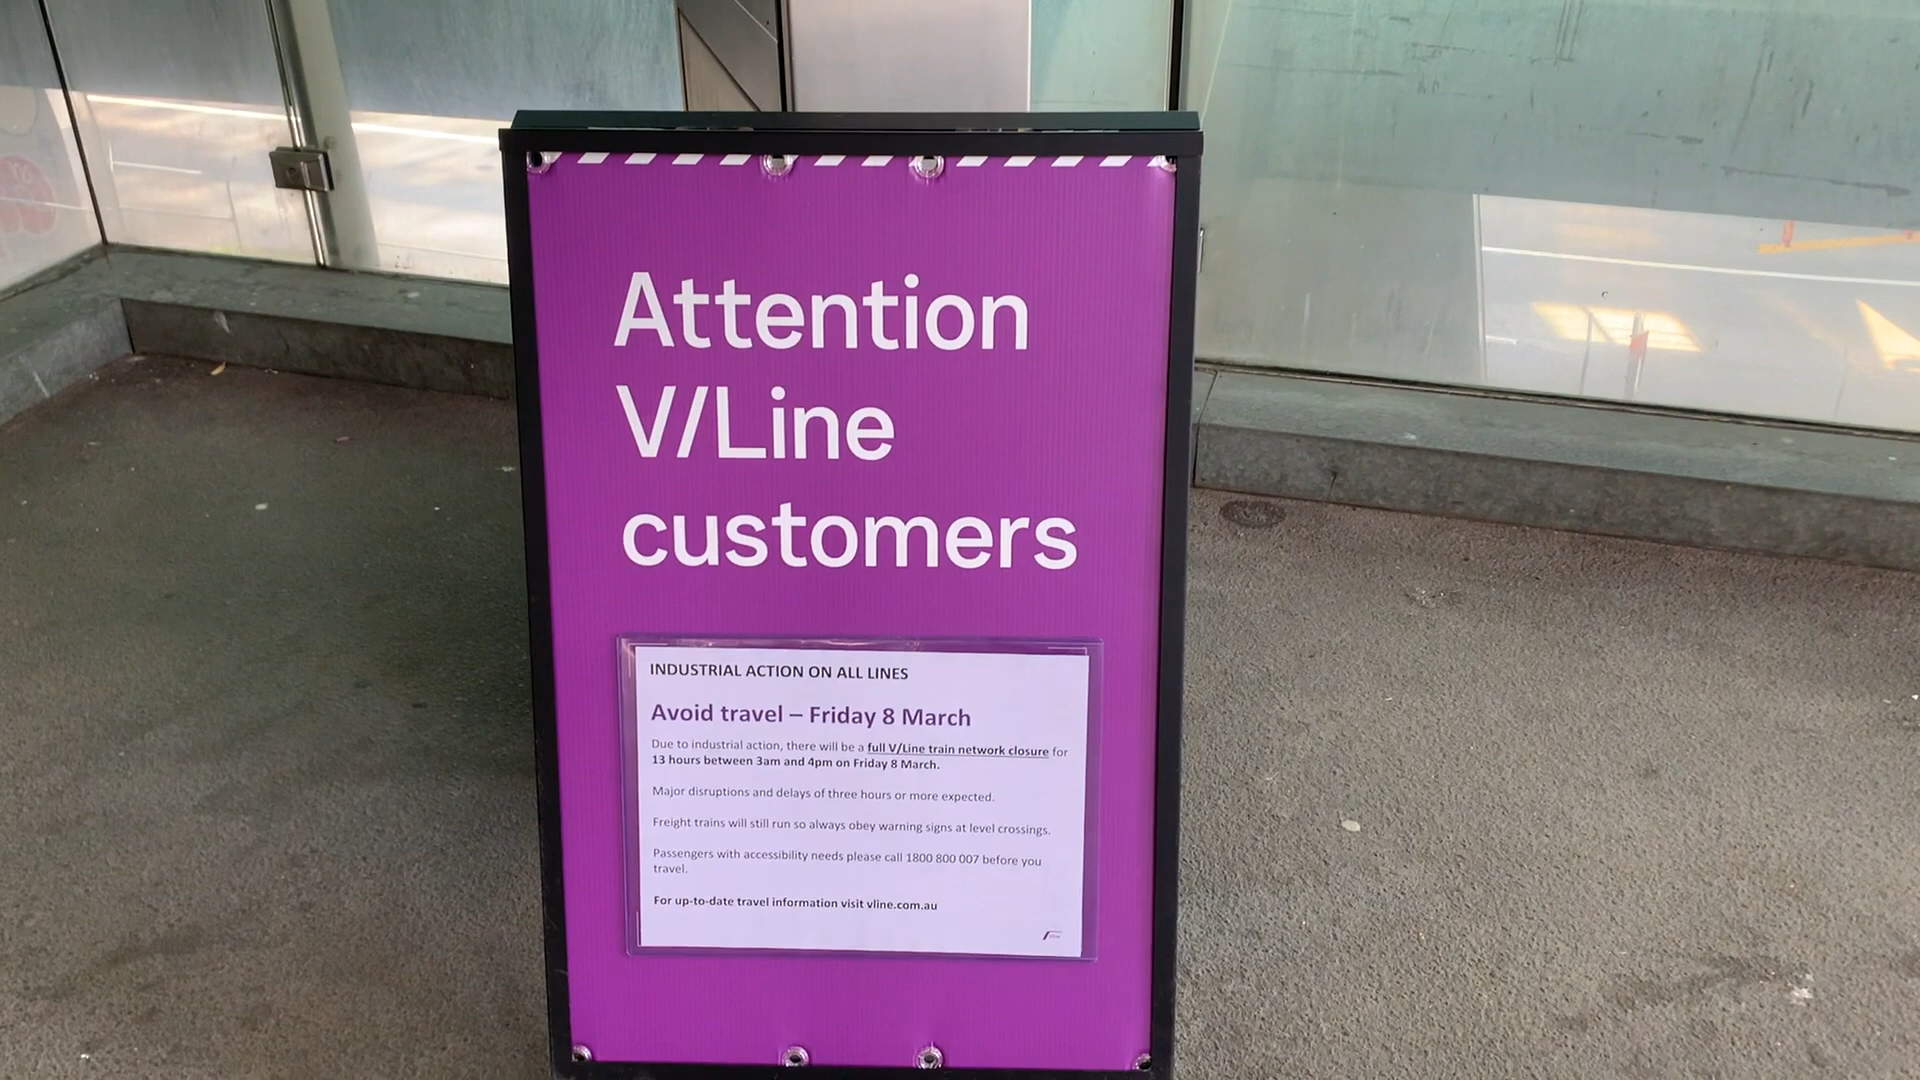 Attention
V/Line
customers
INDUSTRIAL ACTION ON ALL LINES
Avoid travel – Friday 8 March
Due to industrial action, there will be a full V/Line train network closure for
13 hours between 3am and 4pm on Friday 8 March.
Major disruptions and delays of three hours or more expected.
Freight trains will still run so always obey warning signs at level crossings.
Passengers with accessibility needs please call 1800 800 007 before you
travel.
For up-to-date travel information visit vline.com.au